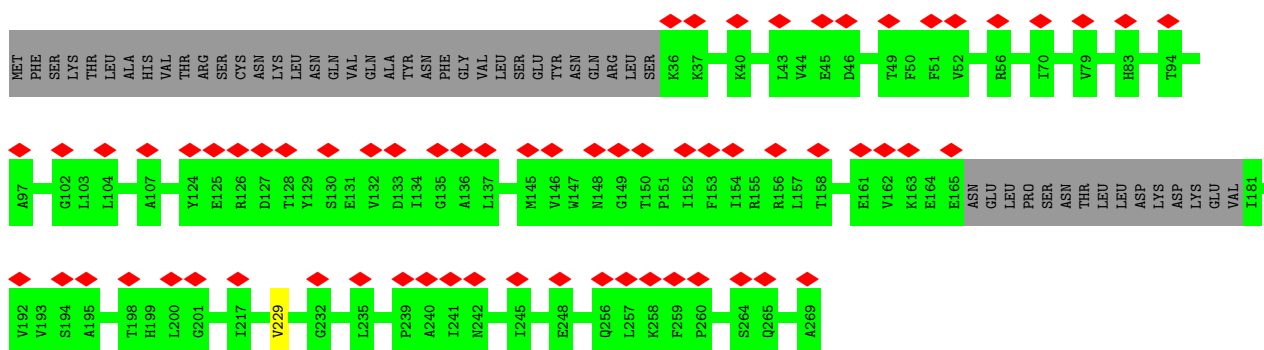 MET PHE SER LYS THR LEU ALA HIS VAL THR ARG SER CYS ASN LYS LEU ASN GLN VAL GLN ALA TYR ASN PHE GLY VAL LEU SER GLU TYR ASN GLN ARG LEU SER K36 K37 K40 L43 V44 E45 D46 T49 F50 F51 V52 R56 I70 V79 H83 T94
A97 G102 L103 L104 A107 Y124 E125 R126 D127 T128 Y129 S130 E131 V132 D133 I134 G135 A136 L137 M145 V146 W147 N148 G149 T150 P151 I152 F153 I154 R155 R156 L157 T158 E161 V162 K163 E164 E165 ASN GLU LEU PRO SER ASN THR LEU LEU ASP LYS ASP LYS GLU VAL I181
V192 V193 S194 A195 T198 H199 L200 G201 I217 V229 G232 L235 P239 A240 I241 N242 I245 E248 Q256 L257 K258 F259 P260 S264 Q265 A269